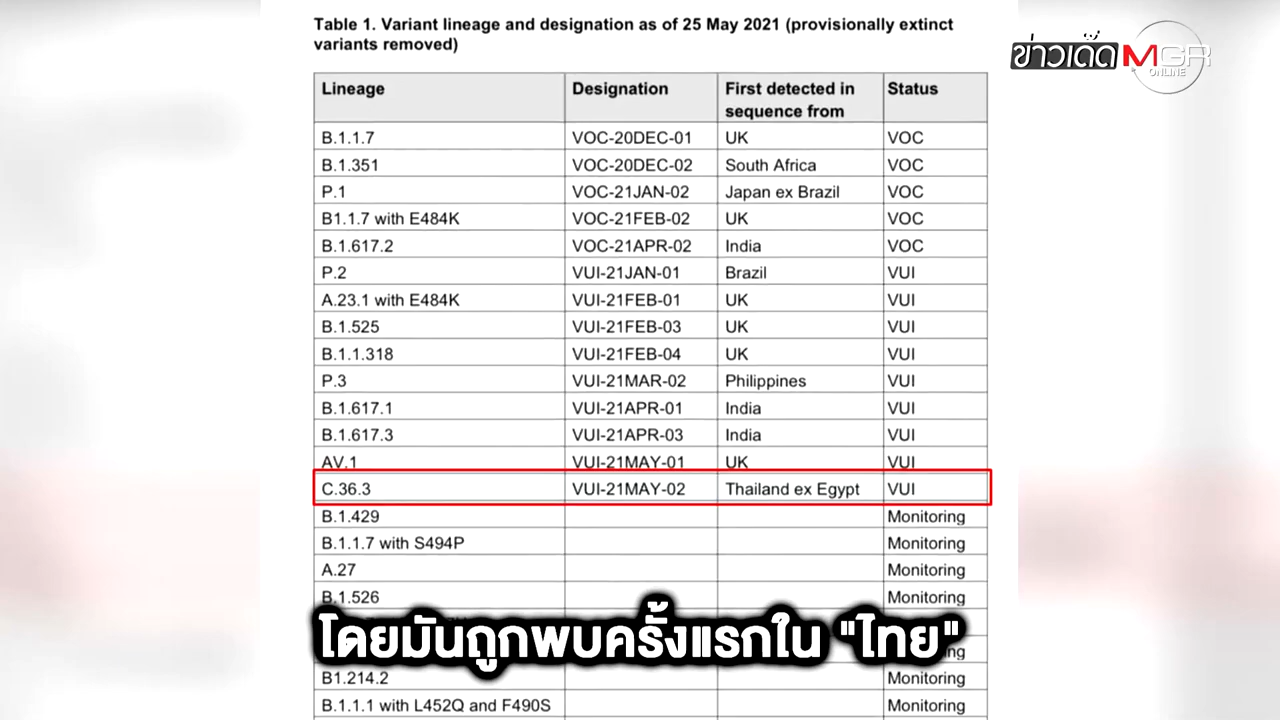 Table 1. Variant lineage and designation as of 25 May 2021 (provisionally extinct
variants removed)
ข่าวเด็ด MGR
ONLINE
Lineage Designation First detected in sequence from Status
B.1.1.7 VOC-20DEC-01 UK VOC
B.1.351 VOC-20DEC-02 South Africa VOC
P.1 VOC-21JAN-02 Japan ex Brazil VOC
B1.1.7 with E484K VOC-21FEB-02 UK VOC
B.1.617.2 VOC-21APR-02 India VOC
P.2 VUI-21JAN-01 Brazil VUI
A.23.1 with E484K VUI-21FEB-01 UK VUI
B.1.525 VUI-21FEB-03 UK VUI
B.1.1.318 VUI-21FEB-04 UK VUI
P.3 VUI-21MAR-02 Philippines VUI
B.1.617.1 VUI-21APR-01 India VUI
B.1.617.3 VUI-21APR-03 India VUI
AV.1 VUI-21MAY-01 UK VUI
C.36.3 VUI-21MAY-02 Thailand ex Egypt VUI
B.1.429 Monitoring
B.1.1.7 with S494P Monitoring
A.27 Monitoring
B.1.526 Monitoring
โดยมันถูกพบครั้งแรกใน "ไทย"
B1.214.2 Monitoring
B.1.1.1 with L452Q and F490S Monitoring